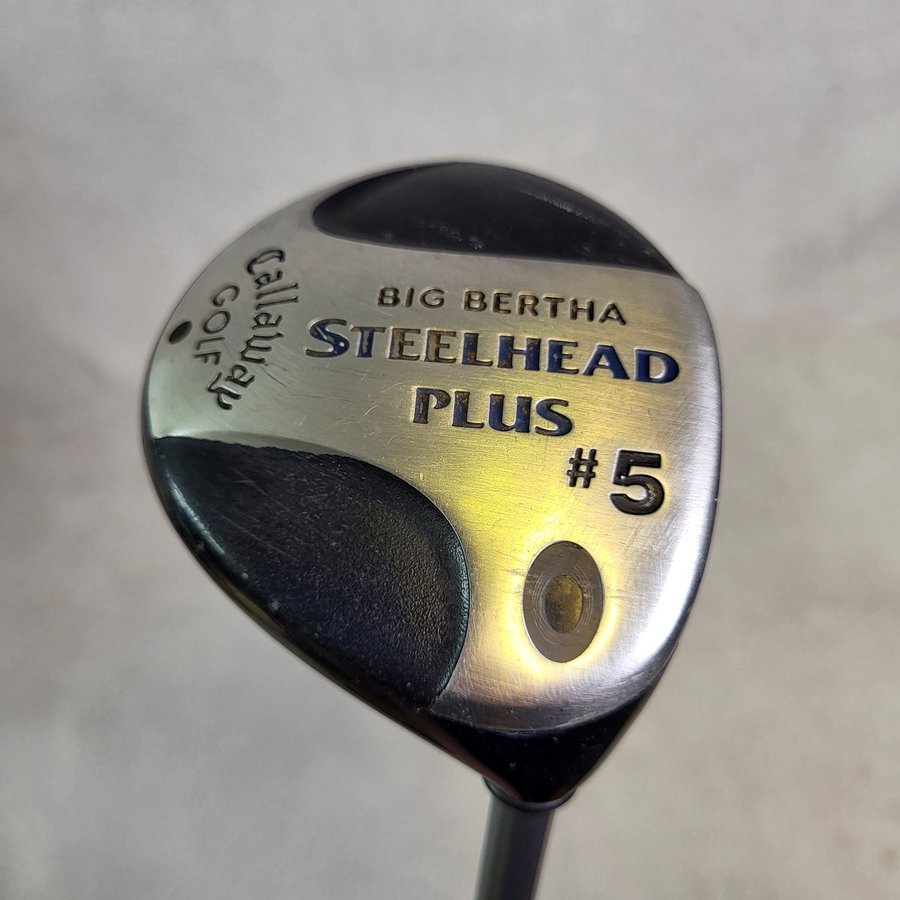 Callaway
GOLF
BIG BERTHA
STEELHEAD
PLUS
#5